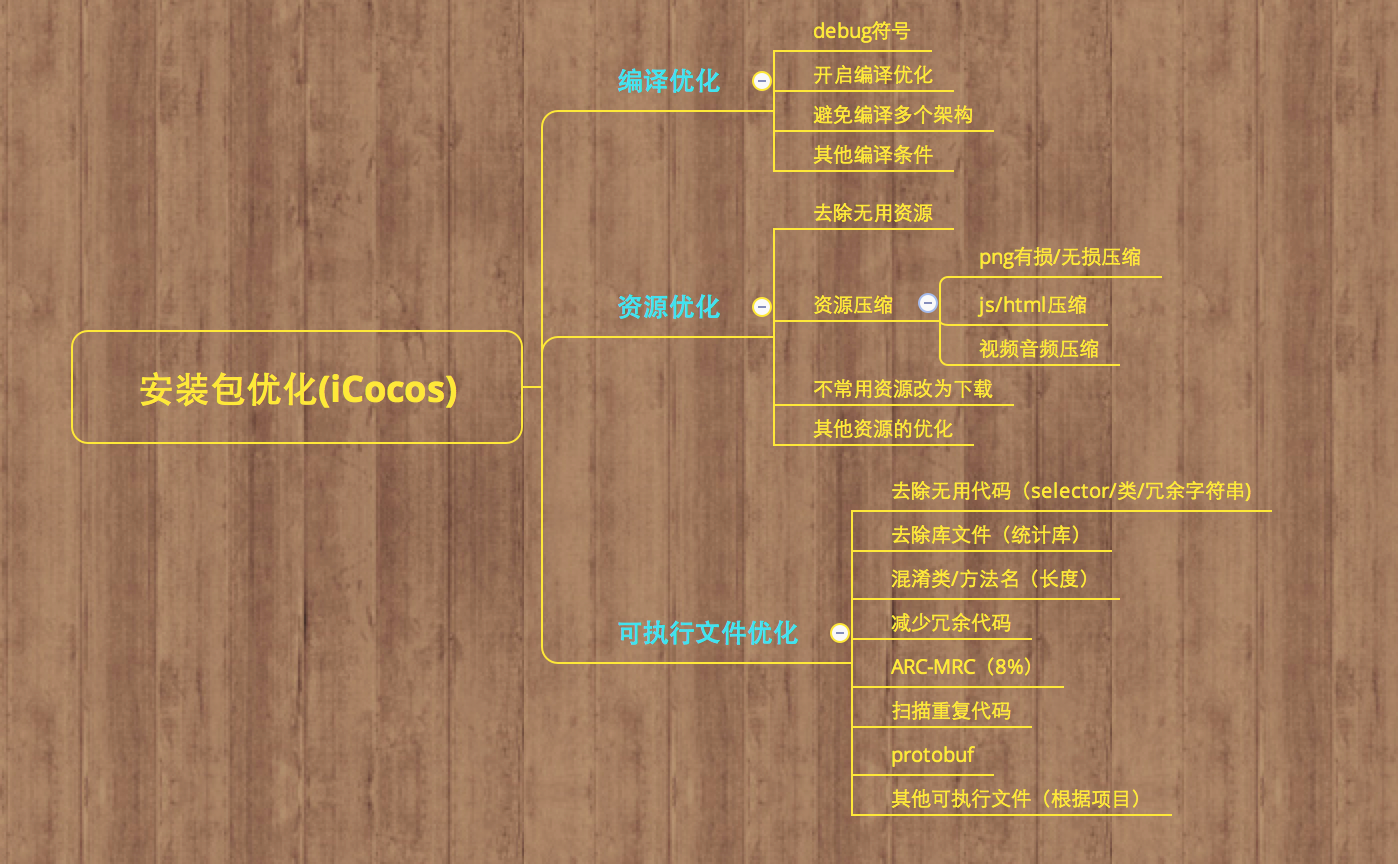 安装包优化(iCocos)
编译优化
debug符号
开启编译优化
避免编译多个架构
其他编译条件
资源优化
去除无用资源
资源压缩
png有损/无损压缩
js/html压缩
视频音频压缩
不常用资源改为下载
其他资源的优化
可执行文件优化
去除无用代码（selector/类/冗余字符串)
去除库文件（统计库）
混淆类/方法名（长度）
减少冗余代码
ARC-MRC（8%）
扫描重复代码
protobuf
其他可执行文件（根据项目）